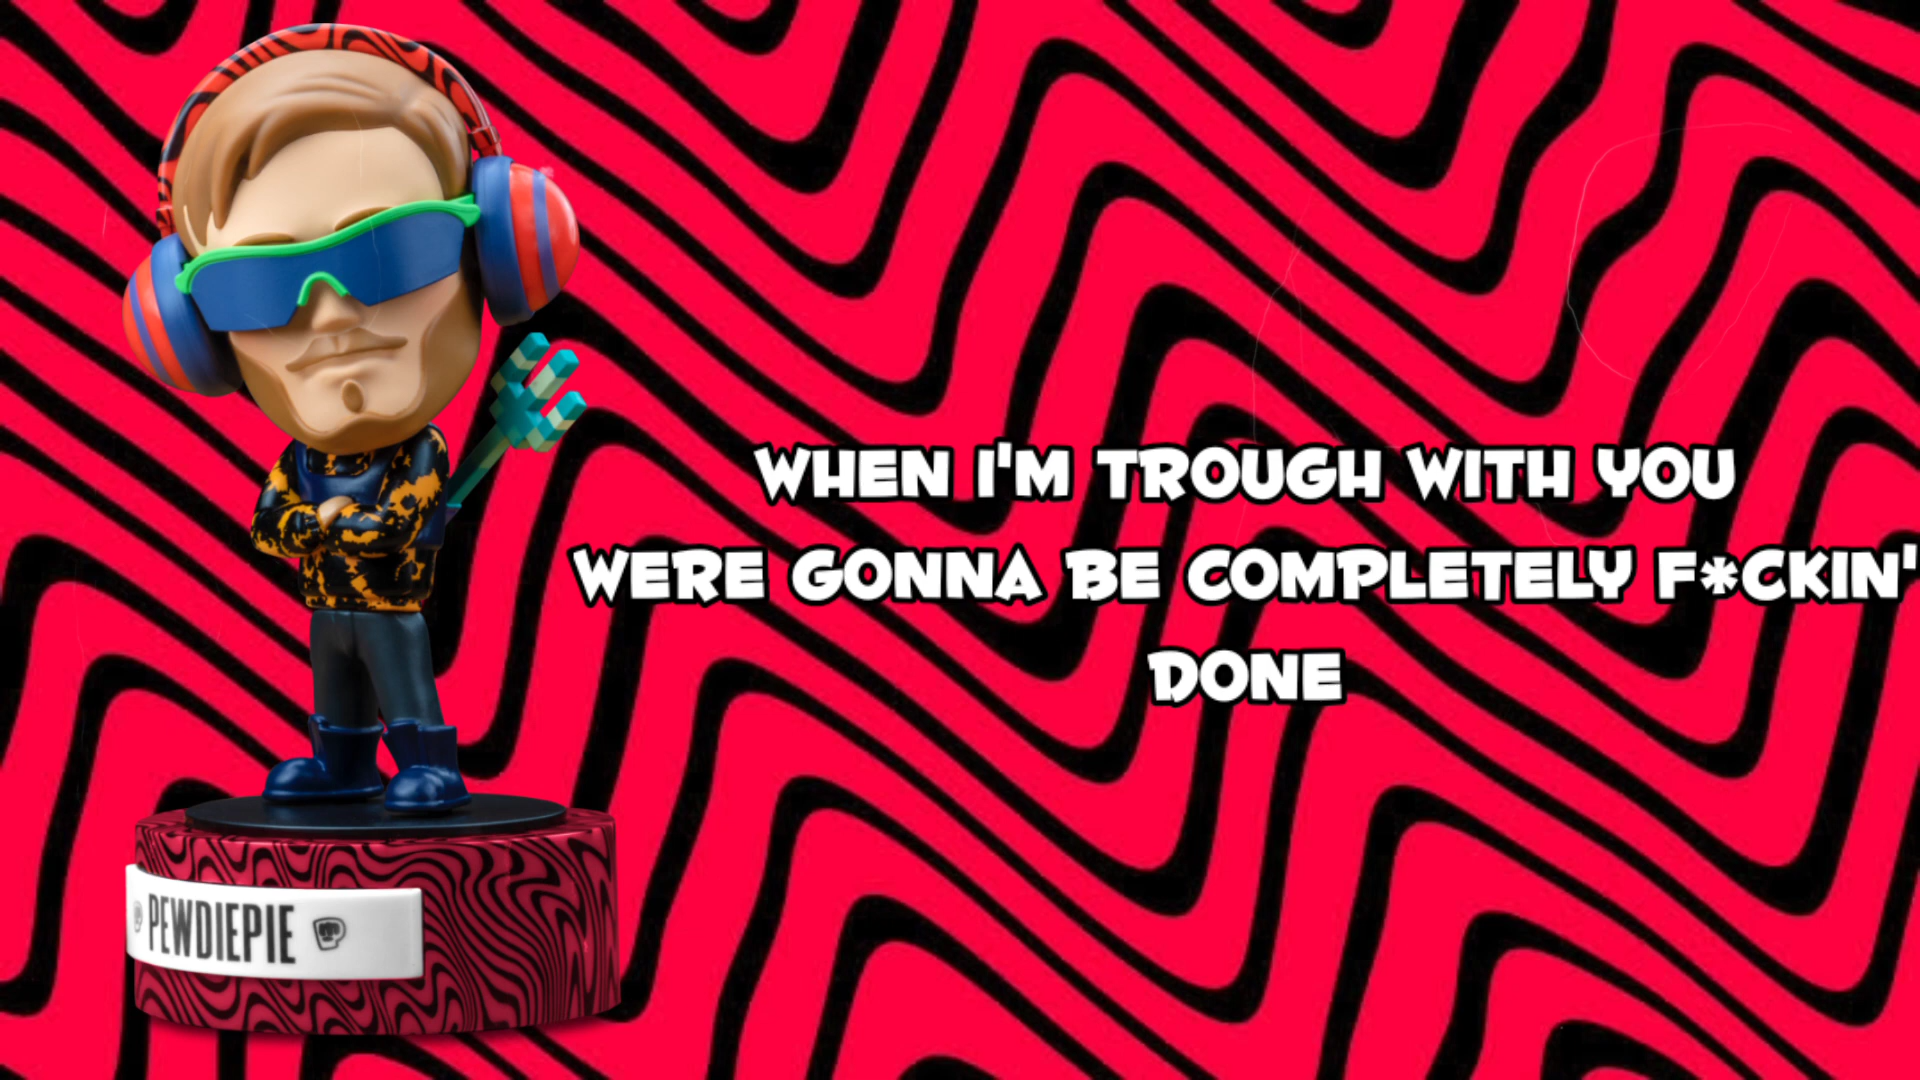 WHEN I'M TROUGH WITH YOU
WERE GONNA BE COMPLETELY F*CKIN'
DONE
PEWDIEPIE